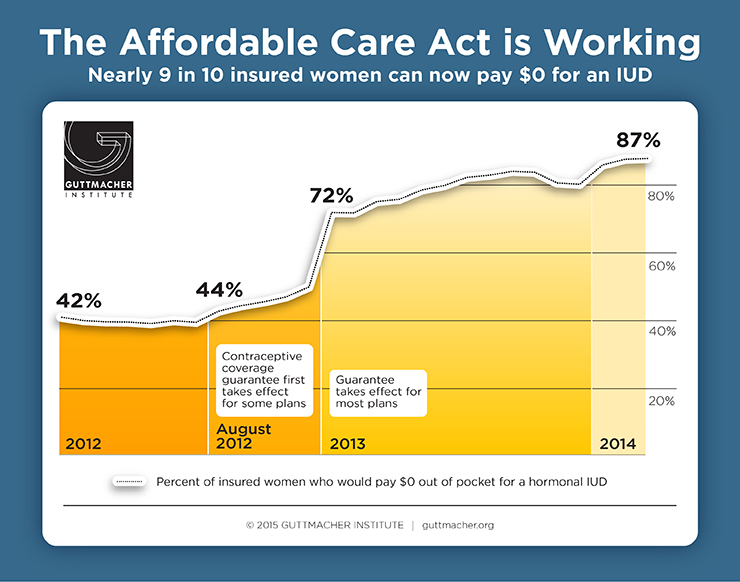 The Affordable Care Act is Working
Nearly 9 in 10 insured women can now pay $0 for an IUD
GUTTMACHER
INSTITUTE
87%
72%
80%
60%
44%
42%
40%
Contraceptive
coverage
guarantee first
takes effect
for some plans
Guarantee
takes effect for
most plans
20%
2012
August
2012
2013
2014
Percent of insured women who would pay $0 out of pocket for a hormonal IUD
© 2015 GUTTMACHER INSTITUTE | guttmacher.org